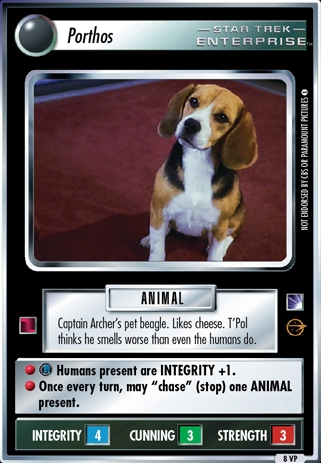 Porthos
STAR TREK
ENTERPRISE™
NOT ENDORSED BY CBS OR PARAMOUNT PICTURES
ANIMAL
Captain Archer's pet beagle. Likes cheese. T'Pol
thinks he smells worse than even the humans do.
Humans present are INTEGRITY +1.
Once every turn, may "chase" (stop) one ANIMAL
present.
INTEGRITY 4 CUNNING 3 STRENGTH 3
8 VP